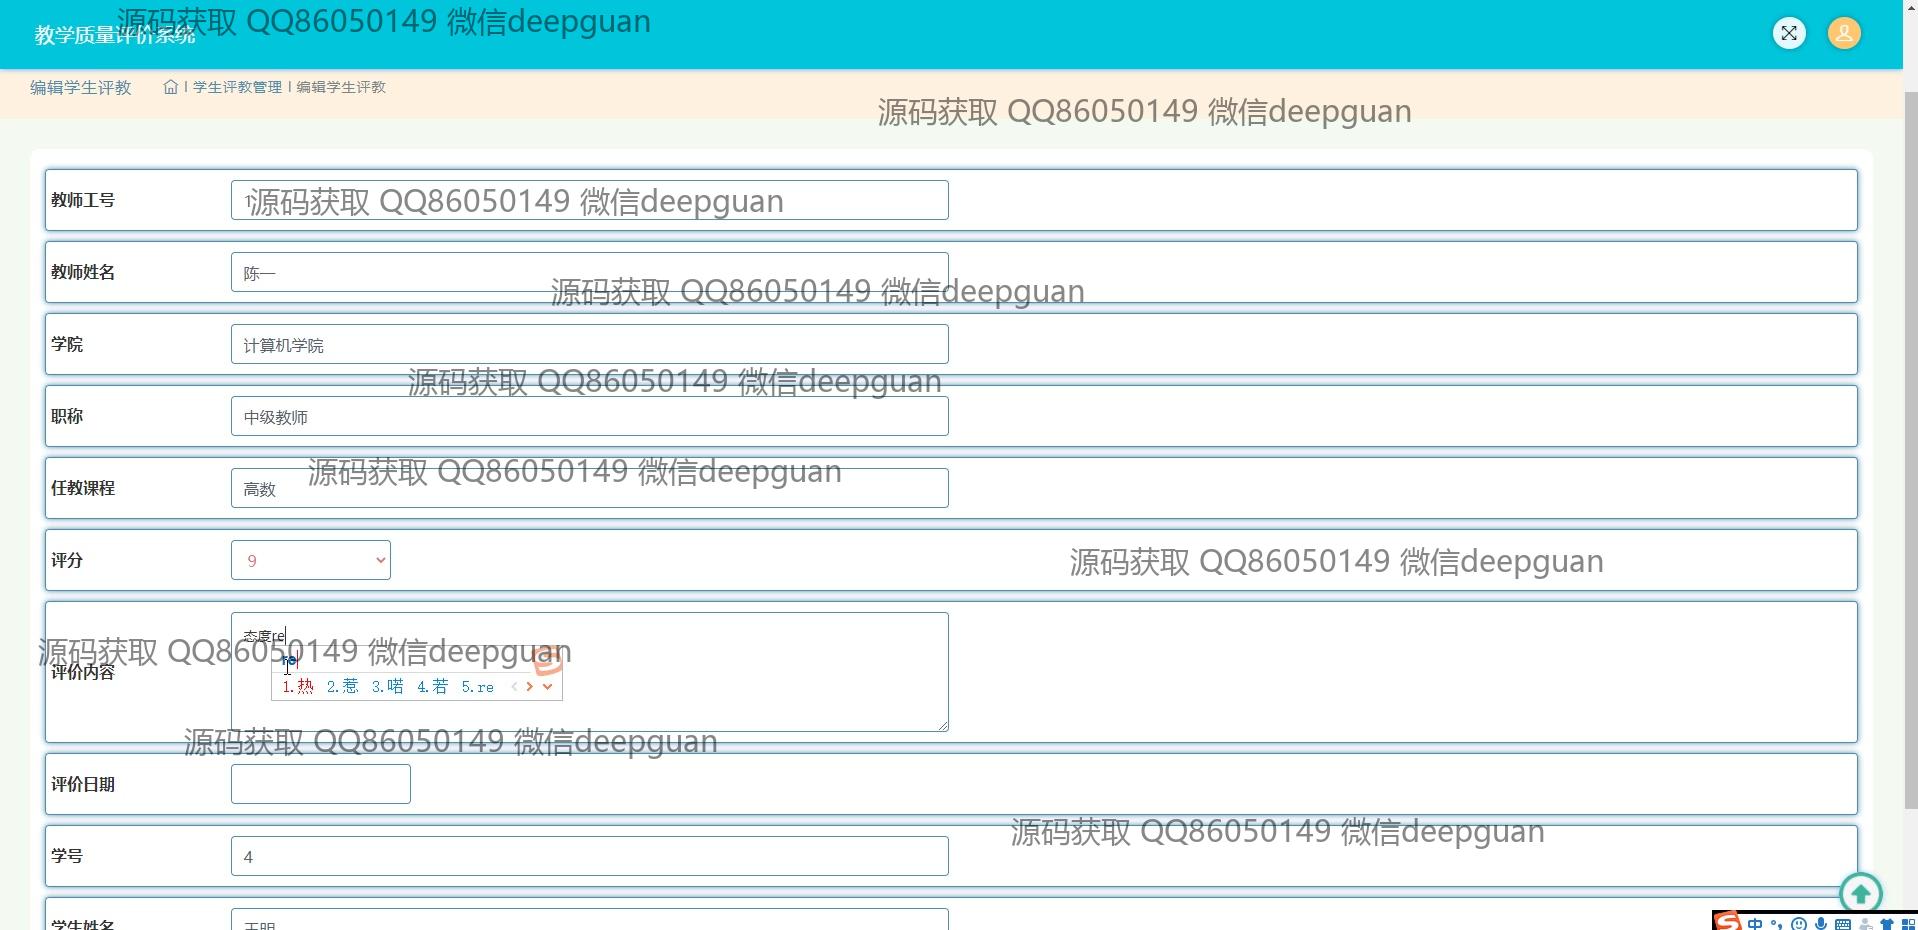 教学质量评价系统
源码获取 QQ86050149 微信deepguan
编辑学生评教
学生评教管理 | 编辑学生评教
源码获取 QQ86050149 微信deepguan
教师工号
1
源码获取 QQ86050149 微信deepguan
教师姓名
陈一
源码获取 QQ86050149 微信deepguan
学院
计算机学院
源码获取 QQ86050149 微信deepguan
职称
中级教师
源码获取 QQ86050149 微信deepguan
任教课程
高数
评分
9
源码获取 QQ86050149 微信deepguan
态度re
源码获取 QQ86050149 微信deepguan
re
评价内容
1.热 2.惹 3.喏 4.若 5.re
源码获取 QQ86050149 微信deepguan
评价日期
源码获取 QQ86050149 微信deepguan
学号
4
学生姓名
王明
中